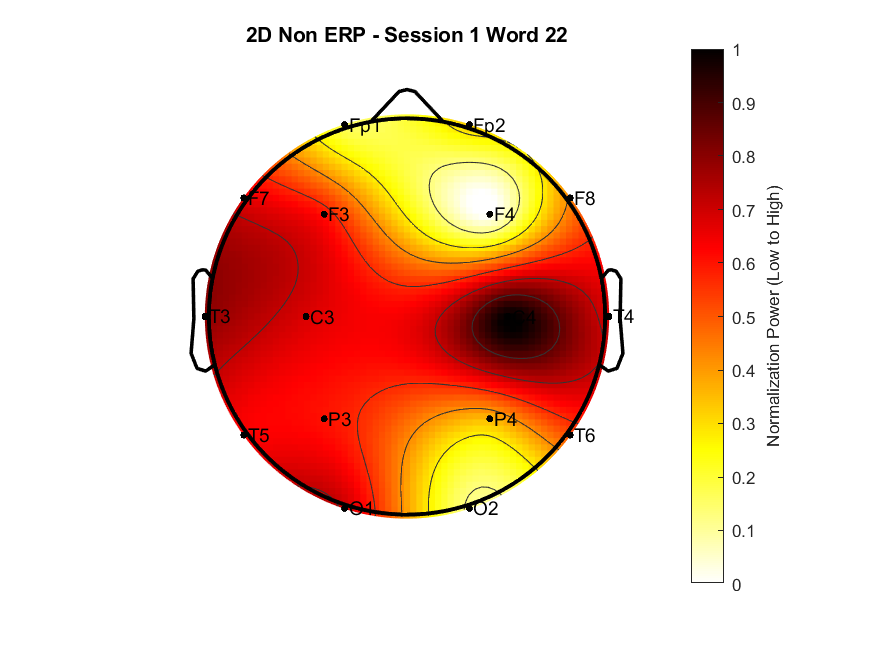 2D Non ERP - Session 1 Word 22
Fp1
Fp2
F7
F3
F4
F8
T3
C3
T4
P3
P4
T5
T6
O1
O2
1
0.9
0.8
0.7
0.6
0.5
0.4
0.3
0.2
0.1
0
Normalization Power (Low to High)